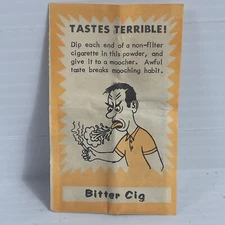 TASTES TERRIBLE!
Dip each end of a non-filter
cigarette in this powder, and
give it to a moocher. Awful
taste breaks mooching habit.
Bitter Cig